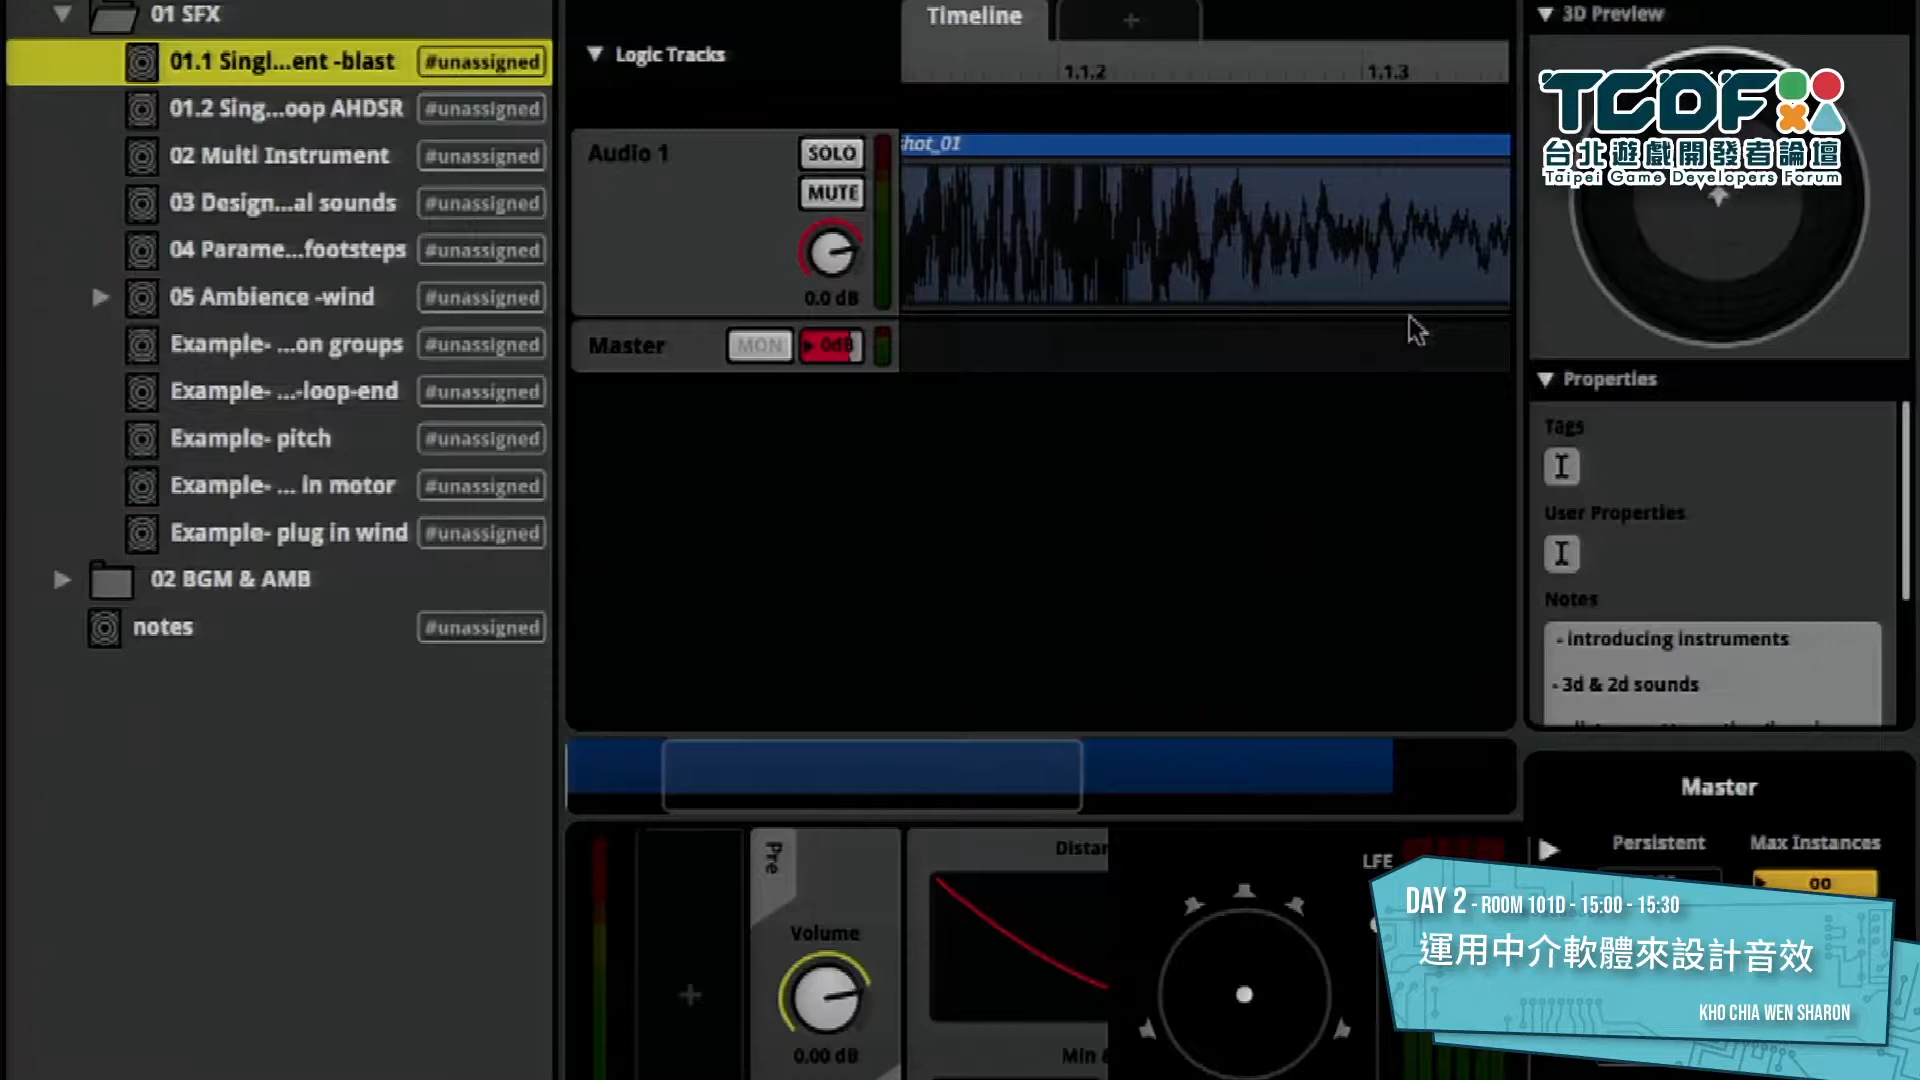 01 SFX
01.1 Singl...ent -blast #unassigned
01.2 Sing...oop AHDSR #unassigned
02 Multi Instrument #unassigned
03 Design...al sounds #unassigned
04 Parame...footsteps #unassigned
05 Ambience -wind #unassigned
Example- ...on groups #unassigned
Example- ...-loop-end #unassigned
Example- pitch #unassigned
Example- ... in motor #unassigned
Example- plug in wind #unassigned
02 BGM & AMB
notes #unassigned
Timeline
+
Logic Tracks
1.1.2 1.1.3
Audio 1
SOLO
MUTE
0.0 dB
hot_01
Master MON 0dB
3D Preview
TGDF
台北遊戲開發者論壇
Taipei Game Developers Forum
Properties
Tags
User Properties
Notes
- introducing instruments
- 3d & 2d sounds
Pre
Volume
0.00 dB
Distan
Min &
LFE
Master
Persistent Max Instances
DAY 2 - ROOM 101D - 15:00 - 15:30
運用中介軟體來設計音效
KHO CHIA WEN SHARON